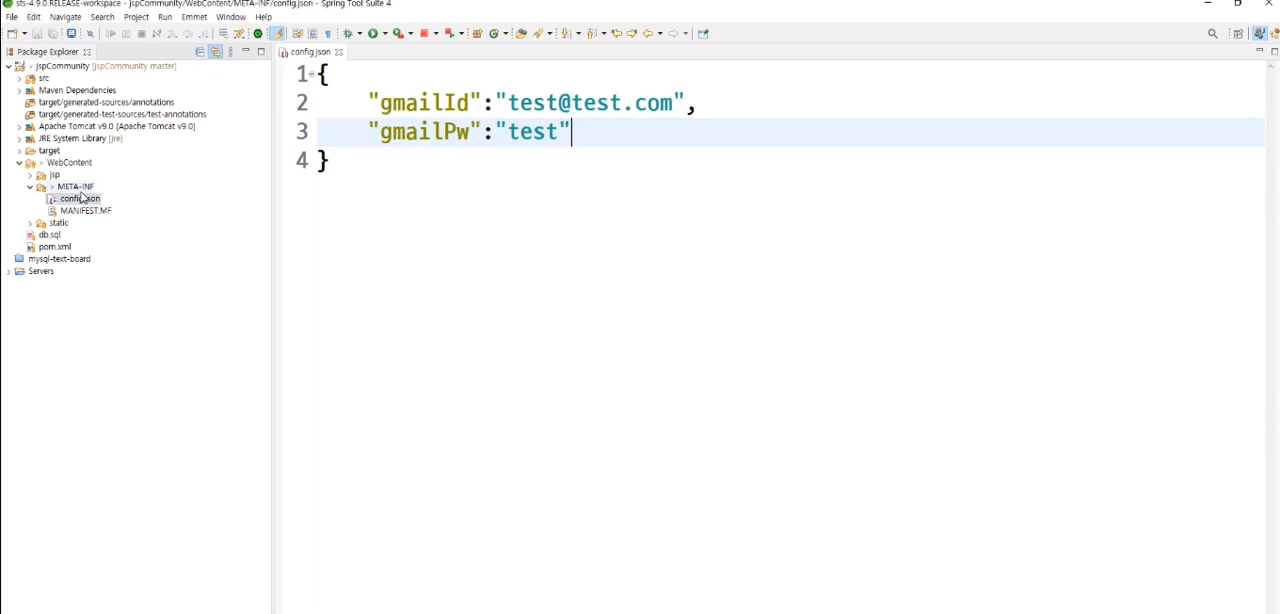 sts-4.9.0.RELEASE-workspace - jspCommunity/WebContent/META-INF/config.json - Spring Tool Suite 4
File Edit Navigate Search Project Run Emmet Window Help
Package Explorer
config.json
> jspCommunity [jspCommunity master]
src
Maven Dependencies
target/generated-sources/annotations
target/generated-test-sources/test-annotations
Apache Tomcat v9.0 [Apache Tomcat v9.0]
JRE System Library [jre]
target
> WebContent
jsp
> META-INF
config.json
MANIFEST.MF
static
db.sql
pom.xml
mysql-text-board
Servers
1 {
2 "gmailId":"test@test.com",
3 "gmailPw":"test"
4 }